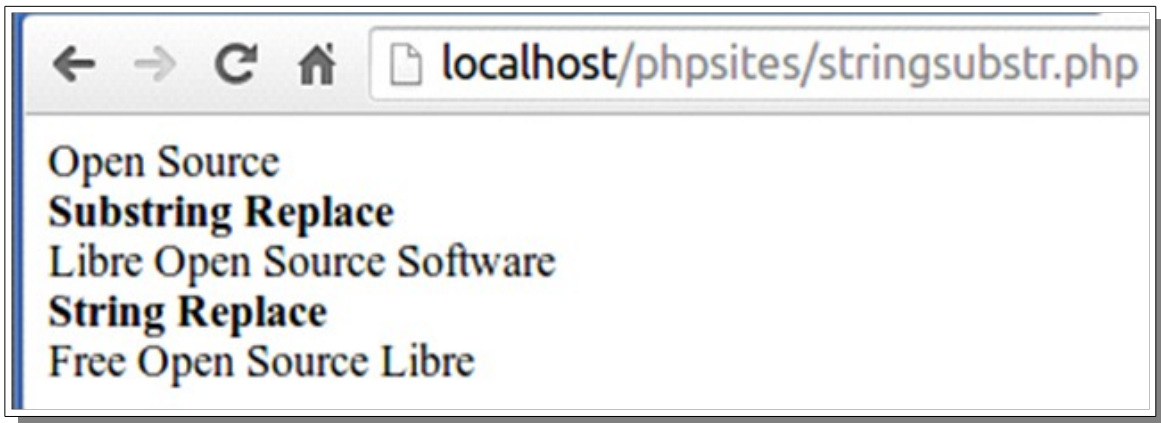 localhost/phpsites/stringsubstr.php
Open Source
Substring Replace
Libre Open Source Software
String Replace
Free Open Source Libre